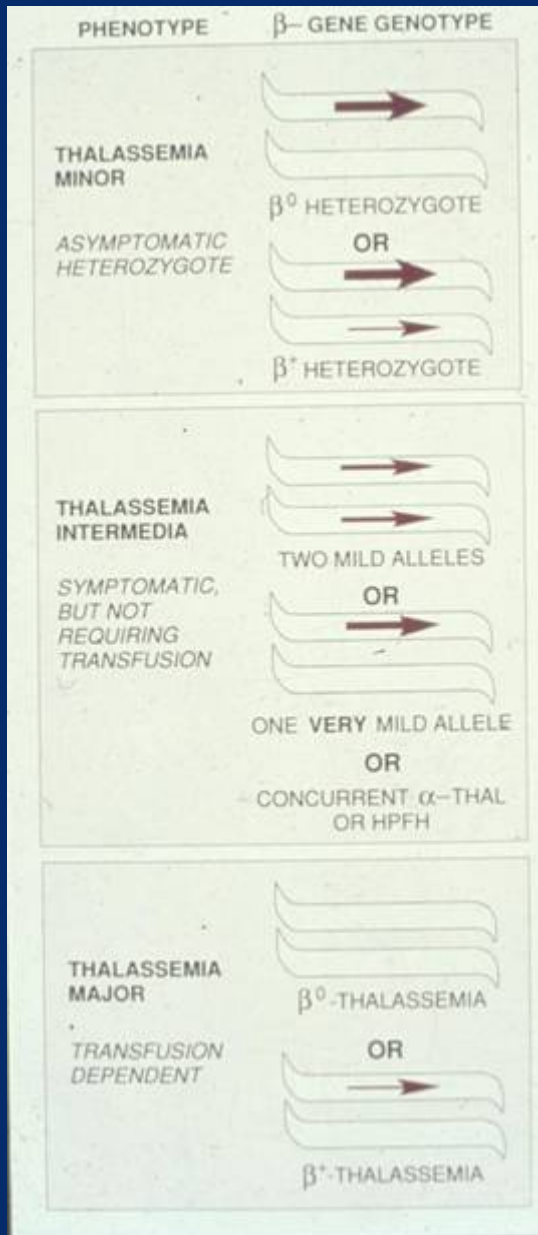 PHENOTYPE β– GENE GENOTYPE
THALASSEMIA
MINOR
ASYMPTOMATIC
HETEROZYGOTE
β⁰ HETEROZYGOTE
OR
β⁺ HETEROZYGOTE
THALASSEMIA
INTERMEDIA
SYMPTOMATIC,
BUT NOT
REQUIRING
TRANSFUSION
TWO MILD ALLELES
OR
ONE VERY MILD ALLELE
OR
CONCURRENT α–THAL
OR HPFH
THALASSEMIA
MAJOR
TRANSFUSION
DEPENDENT
β⁰-THALASSEMIA
OR
β⁺-THALASSEMIA